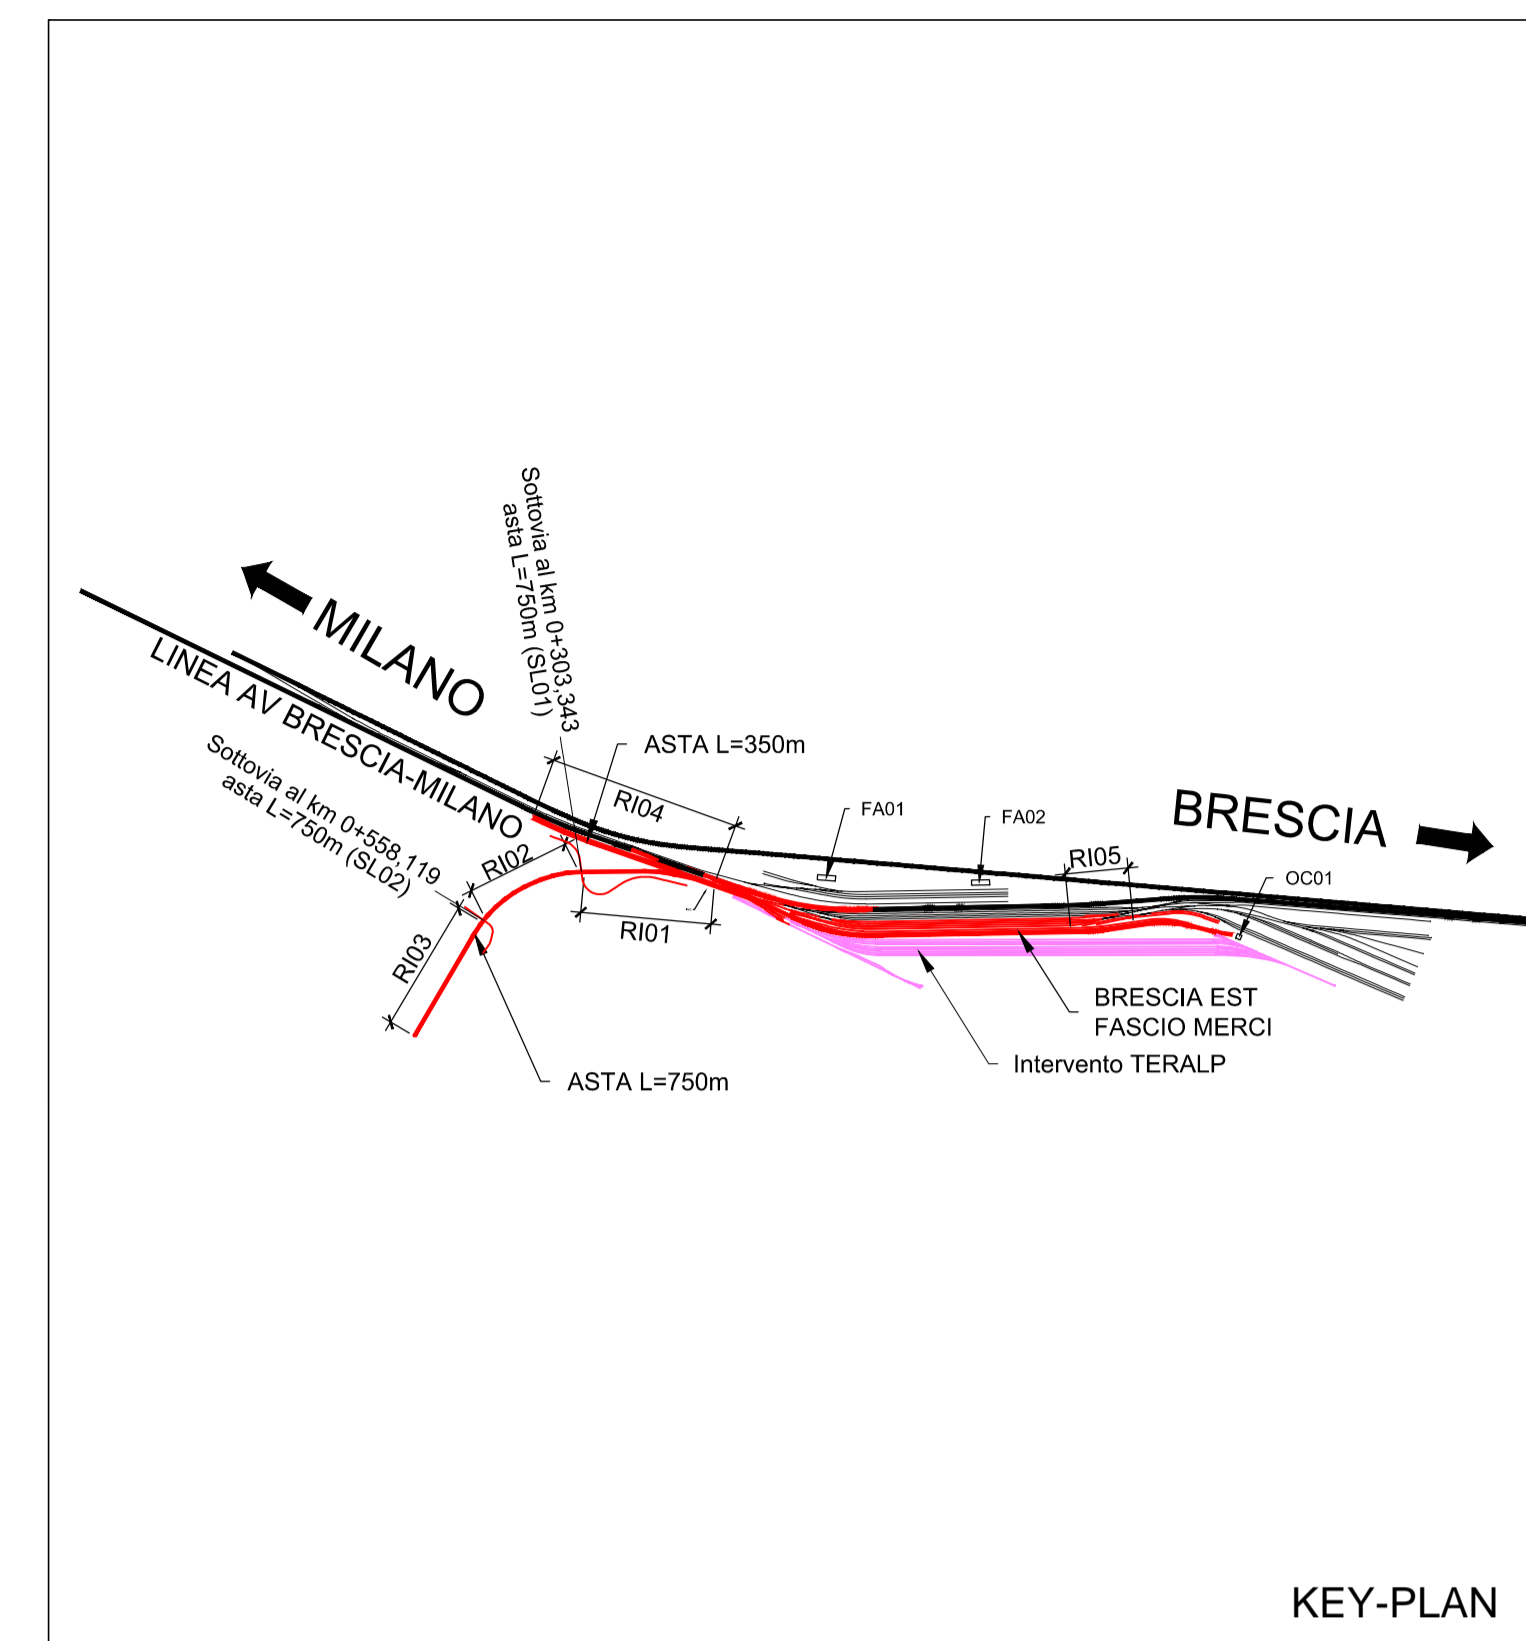 Sottovia al km 0+303,343
asta L=750m (SL01)
MILANO
LINEA AV BRESCIA-MILANO
Sottovia al km 0+558,119
asta L=750m (SL02)
ASTA L=350m
RI04
FA01
FA02
BRESCIA
RI05
OC01
RI02
RI01
RI03
BRESCIA EST
FASCIO MERCI
Intervento TERALP
ASTA L=750m
KEY-PLAN